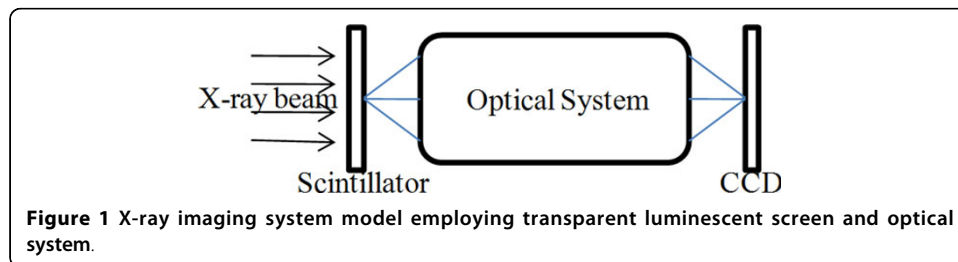 X-ray beam
Optical System
Scintillator
CCD
Figure 1 X-ray imaging system model employing transparent luminescent screen and optical
system.